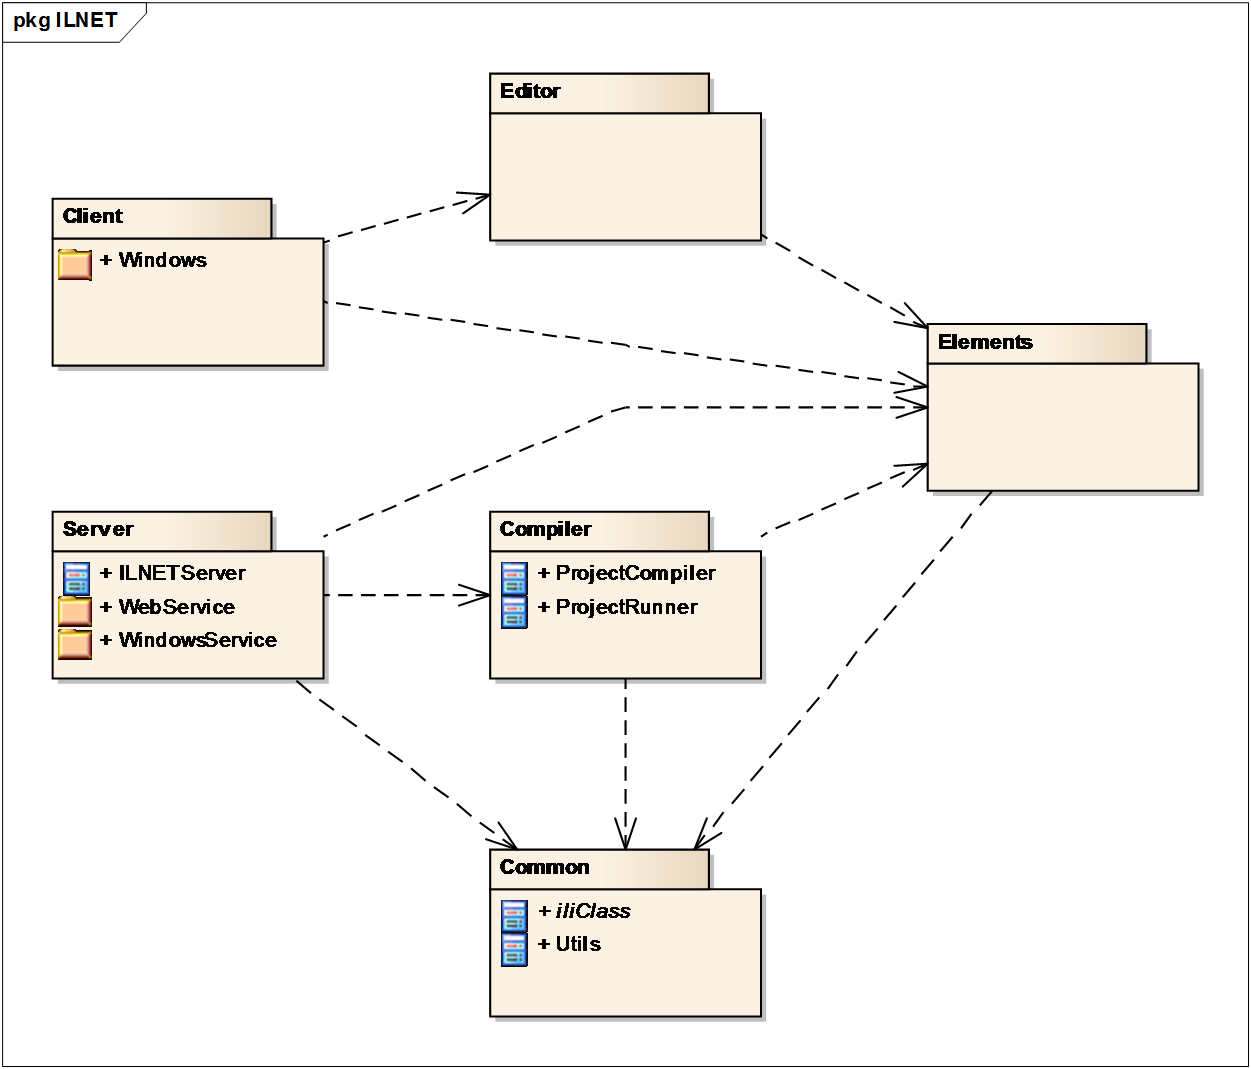 pkg ILNET
Editor
Client
+ Windows
Elements
Server
+ ILNETServer
+ WebService
+ WindowsService
Compiler
+ ProjectCompiler
+ ProjectRunner
Common
+ iliClass
+ Utils